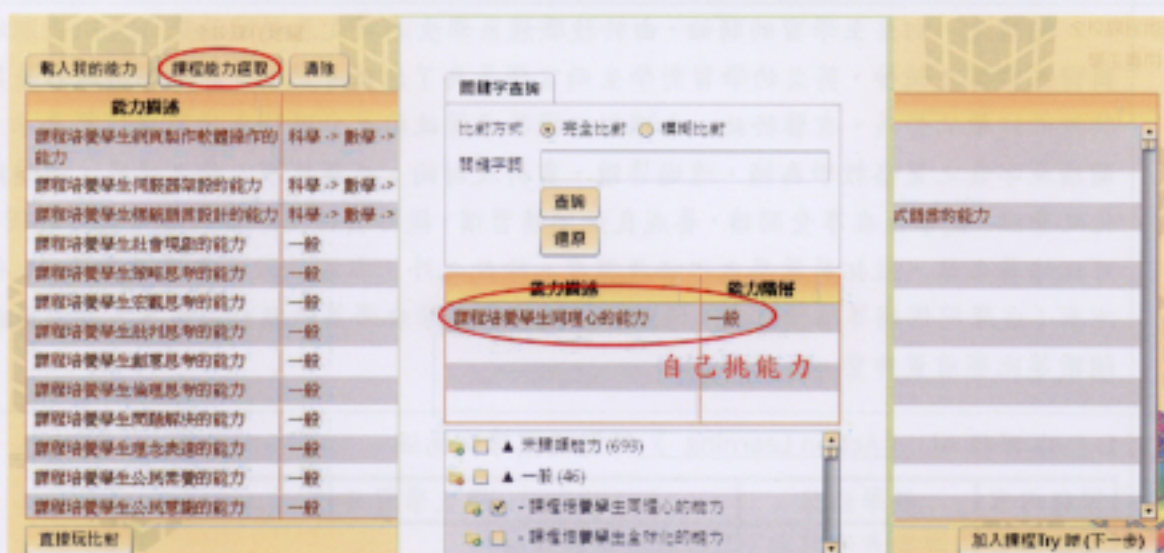 載入我的能力 課程能力選取 清除
能力描述
課程培養學生網頁製作軟體操作的能力 科學 -> 數學 ->
課程培養學生伺服器架設的能力 科學 -> 數學 ->
課程培養學生標籤語言設計的能力 科學 -> 數學 ->
課程培養學生社會現象的能力 一般
課程培養學生策略思考的能力 一般
課程培養學生宏觀思考的能力 一般
課程培養學生批判思考的能力 一般
課程培養學生創意思考的能力 一般
課程培養學生倫理思考的能力 一般
課程培養學生問題解決的能力 一般
課程培養學生理念表達的能力 一般
課程培養學生公民素養的能力 一般
課程培養學生公民意識的能力 一般
直接玩比對
關鍵字查詢
比對方式 完全比對 模糊比對
關鍵字詞
查詢
還原
能力描述 能力階層
課程培養學生同理心的能力 一般
自己挑能力
未歸類能力 (693)
一般 (46)
- 課程培養學生同理心的能力
- 課程培養學生全球化的能力
式語言的能力
加入課程Try 一 (下一步)